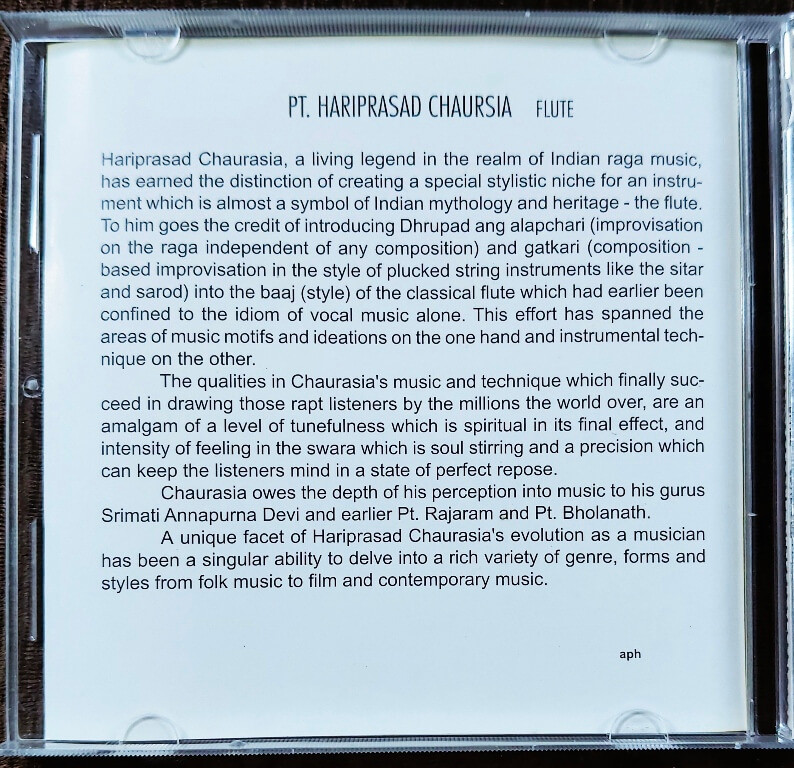 PT. HARIPRASAD CHAURSIA FLUTE
Hariprasad Chaurasia, a living legend in the realm of Indian raga music,
has earned the distinction of creating a special stylistic niche for an instru-
ment which is almost a symbol of Indian mythology and heritage - the flute.
To him goes the credit of introducing Dhrupad ang alapchari (improvisation
on the raga independent of any composition) and gatkari (composition -
based improvisation in the style of plucked string instruments like the sitar
and sarod) into the baaj (style) of the classical flute which had earlier been
confined to the idiom of vocal music alone. This effort has spanned the
areas of music motifs and ideations on the one hand and instrumental tech-
nique on the other.
The qualities in Chaurasia's music and technique which finally suc-
ceed in drawing those rapt listeners by the millions the world over, are an
amalgam of a level of tunefulness which is spiritual in its final effect, and
intensity of feeling in the swara which is soul stirring and a precision which
can keep the listeners mind in a state of perfect repose.
Chaurasia owes the depth of his perception into music to his gurus
Srimati Annapurna Devi and earlier Pt. Rajaram and Pt. Bholanath.
A unique facet of Hariprasad Chaurasia's evolution as a musician
has been a singular ability to delve into a rich variety of genre, forms and
styles from folk music to film and contemporary music.
aph